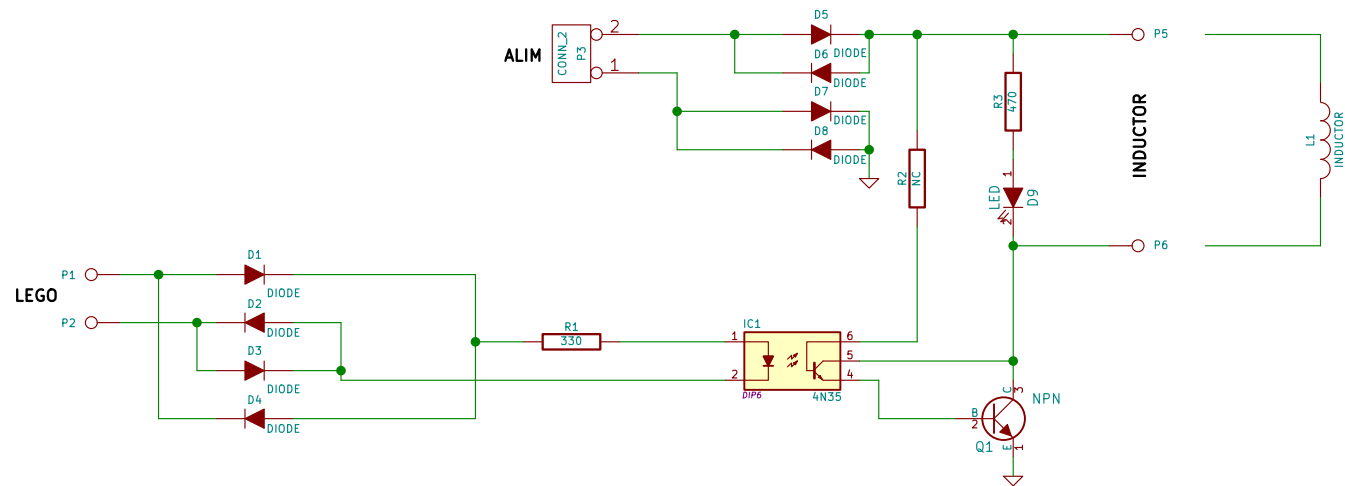 ALIM
CONN_2
P3
2
1
D5
DIODE
D6
DIODE
D7
DIODE
D8
DIODE
R2
NC
R3
470
1
LED
D9
2
P5
INDUCTOR
P6
L1
INDUCTOR
LEGO
P1
P2
D1
DIODE
D2
DIODE
D3
DIODE
D4
DIODE
R1
330
IC1
1
2
6
5
4
DIP6
4N35
C
3
NPN
B
2
Q1
E
1